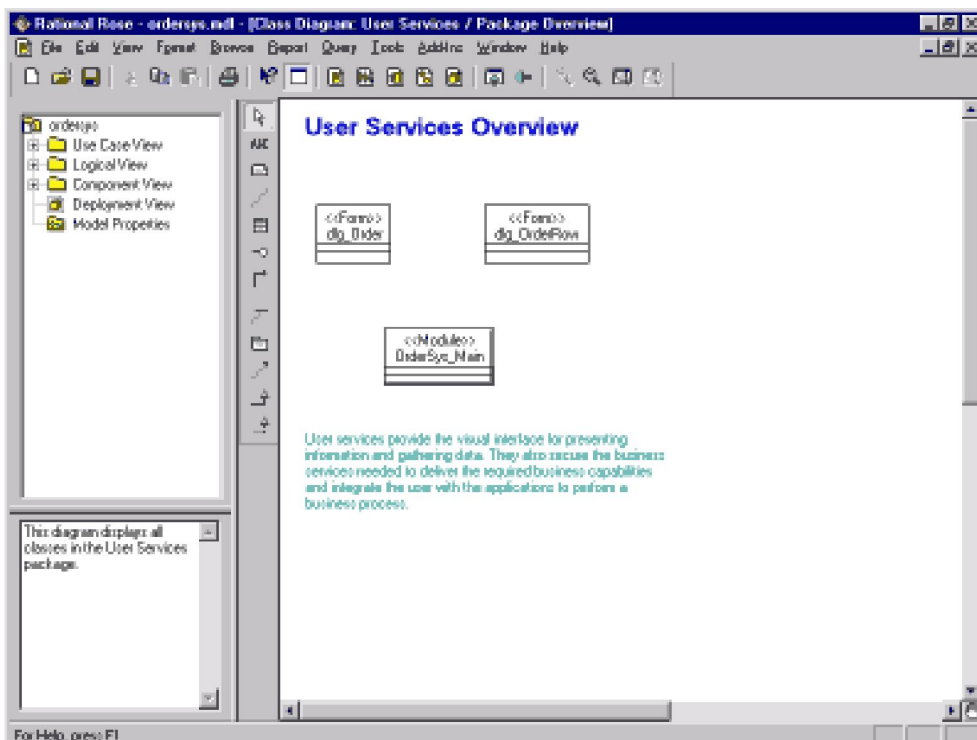 Rational Rose - ordersys.mdl - [Class Diagram: User Services / Package Overview]
File Edit View Format Browse Report Query Tools Add-Ins Window Help
ordersys
Use Case View
Logical View
Component View
Deployment View
Model Properties
ABC
User Services Overview
<<Form>>
dlg_Order
<<Form>>
dlg_OrderRow
<<Module>>
OrderSys_Main
User services provide the visual interface for presenting
information and gathering data. They also secure the business
services needed to deliver the required business capabilities
and integrate the user with the applications to perform a
business process.
This diagram displays all
classes in the User Services
package.
For Help, press F1